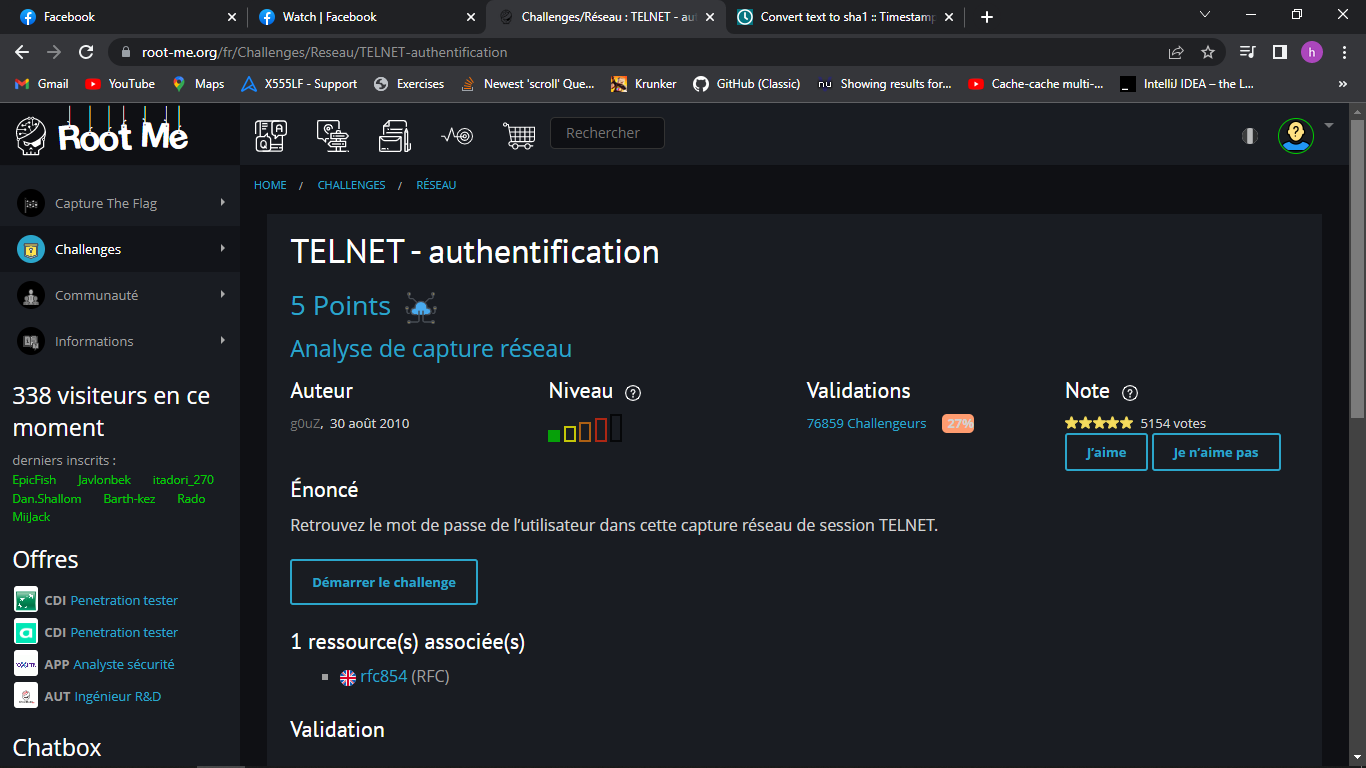 Facebook
Watch | Facebook
Challenges/Réseau : TELNET - aut
Convert text to sha1 :: Timestamp
root-me.org/fr/Challenges/Reseau/TELNET-authentification
h
Gmail
YouTube
Maps
X555LF - Support
Exercises
Newest 'scroll' Que...
Krunker
GitHub (Classic)
nu
Showing results for...
Cache-cache multi-...
IntelliJ IDEA – the L...
»
Root Me
Rechercher
Capture The Flag
Challenges
Communauté
Informations
338 visiteurs en ce
moment
derniers inscrits :
EpicFish Javlonbek itadori_270
Dan.Shallom Barth-kez Rado
MiiJack
Offres
CDI Penetration tester
CDI Penetration tester
APP Analyste sécurité
AUT Ingénieur R&D
Chatbox
HOME / CHALLENGES / RÉSEAU
TELNET - authentification
5 Points
Analyse de capture réseau
Auteur
g0uZ, 30 août 2010
Niveau
Validations
76859 Challengeurs 27%
Note
5154 votes
J’aime
Je n’aime pas
Énoncé
Retrouvez le mot de passe de l’utilisateur dans cette capture réseau de session TELNET.
Démarrer le challenge
1 ressource(s) associée(s)
rfc854 (RFC)
Validation